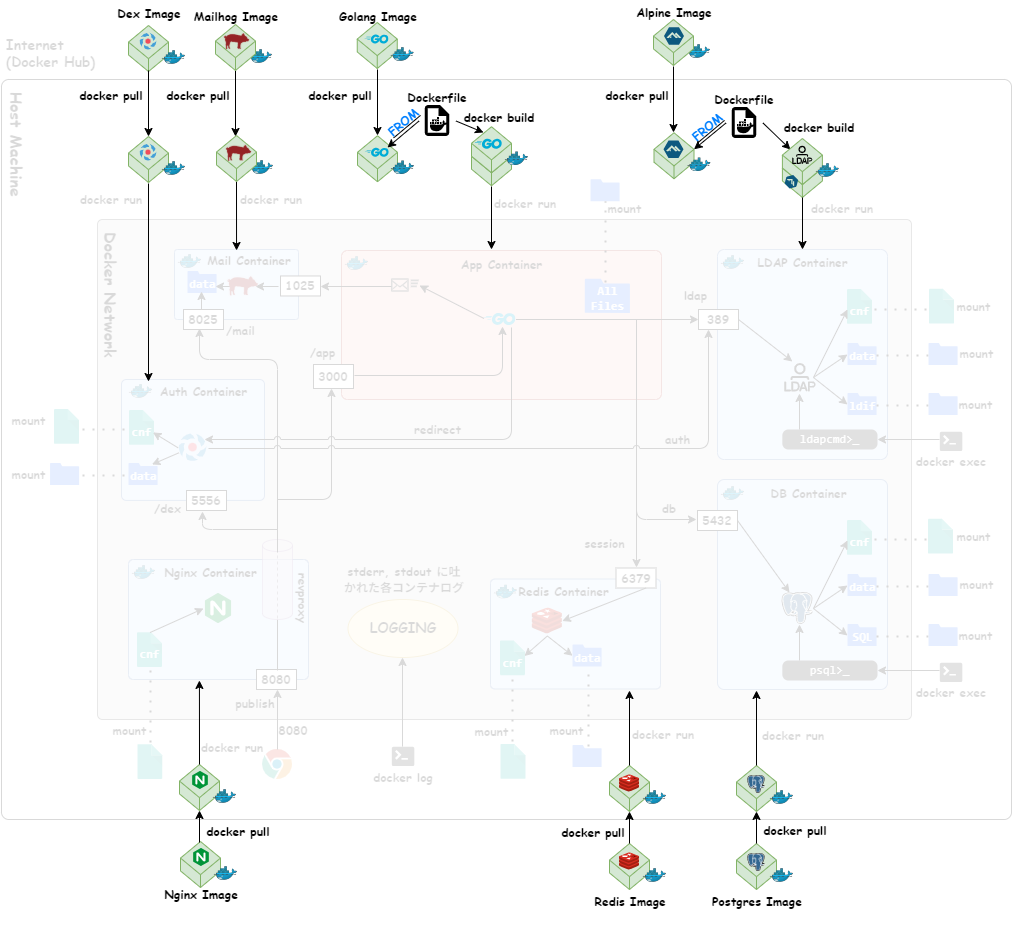 Dex Image
Mailhog Image
Golang Image
Alpine Image
Internet
(Docker Hub)
docker pull
docker pull
docker pull
docker pull
Host Machine
Dockerfile
FROM
docker build
GO
GO
GO
Dockerfile
FROM
docker build
LDAP
docker run
docker run
docker run
docker run
mount
Docker Network
Mail Container
data
1025
8025
/mail
App Container
GO
All
Files
/app
3000
ldap
389
LDAP Container
cnf
mount
data
mount
ldif
mount
LDAP
ldapcmd>_
docker exec
Auth Container
mount
cnf
mount
data
redirect
auth
5556
/dex
db
5432
DB Container
cnf
mount
data
mount
SQL
mount
psql>_
docker exec
session
6379
Nginx Container
cnf
revproxy
8080
publish
8080
stderr, stdout に吐
かれた各コンテナログ
LOGGING
docker log
Redis Container
cnf
data
mount
mount
mount
docker run
docker run
docker run
docker pull
docker pull
docker pull
Nginx Image
Redis Image
Postgres Image